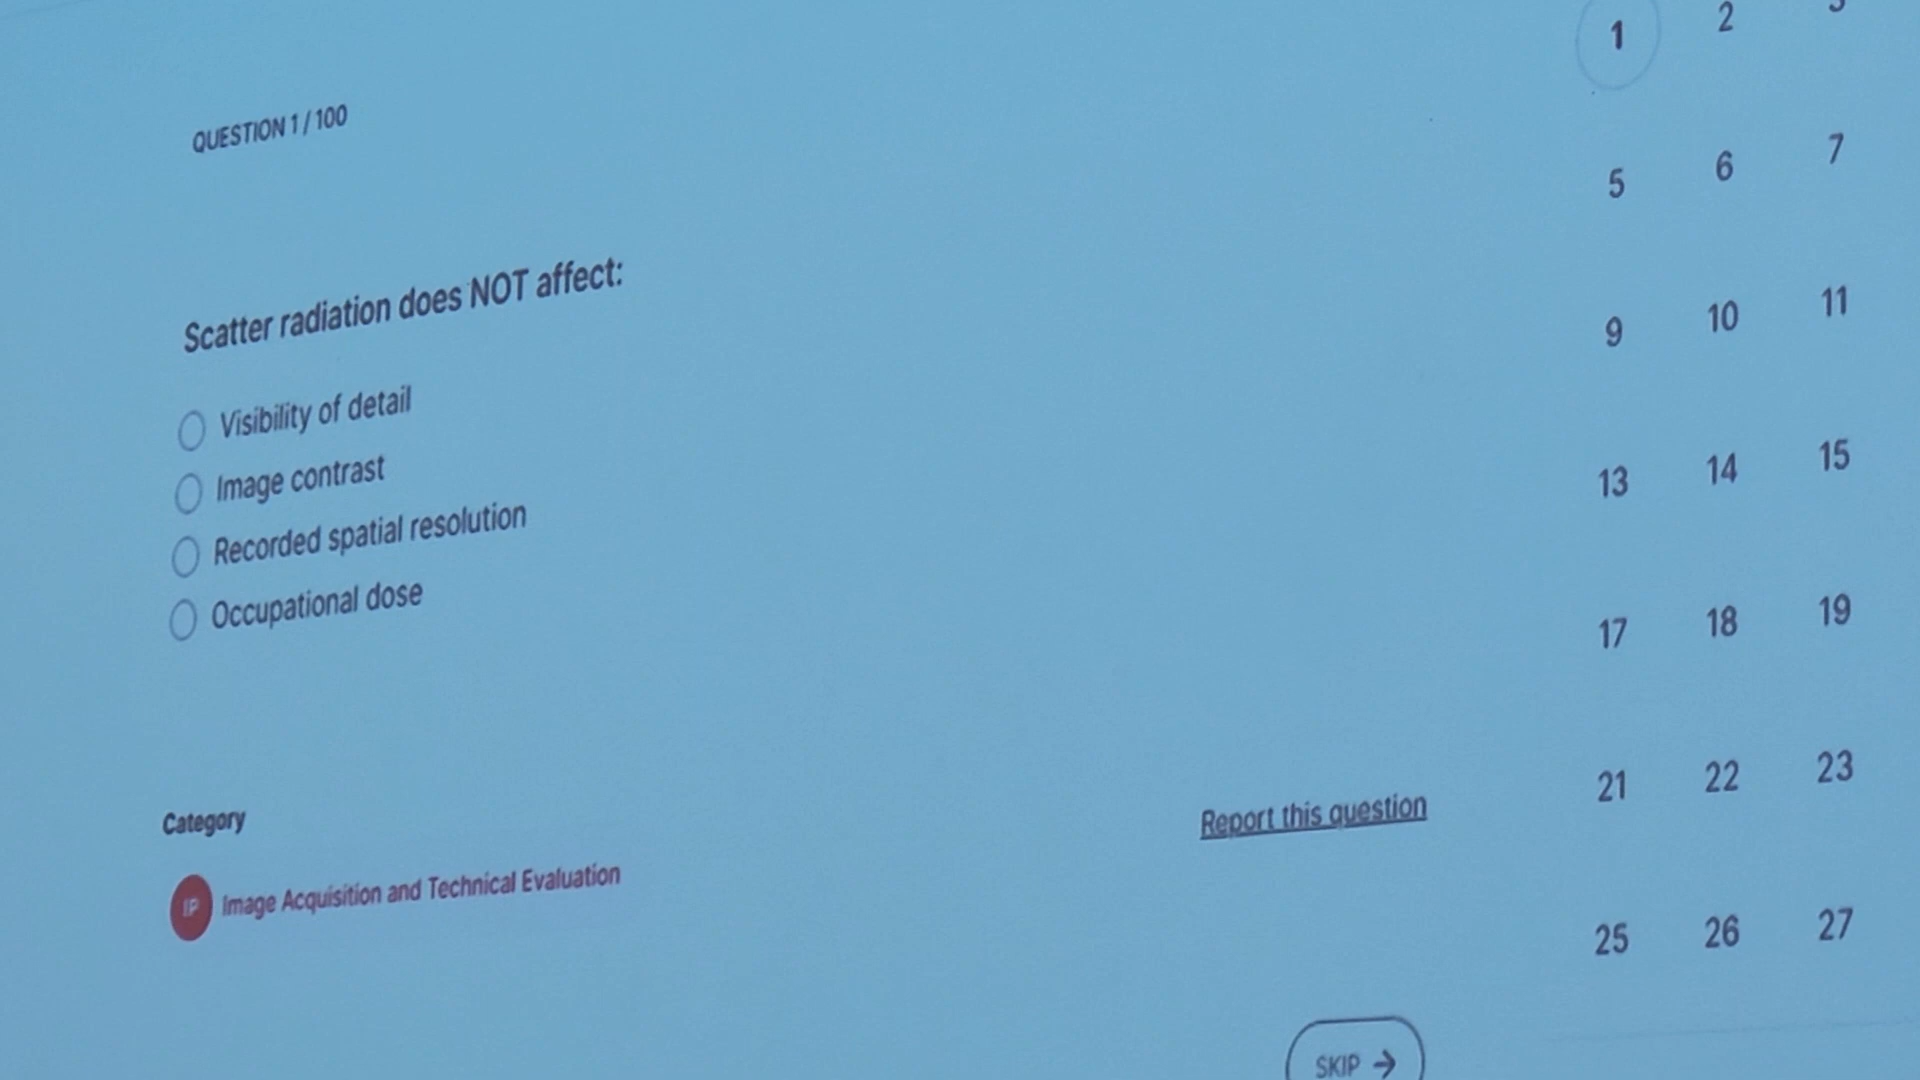 QUESTION 1 / 100
Scatter radiation does NOT affect:
Visibility of detail
Image contrast
Recorded spatial resolution
Occupational dose
Category
IP Image Acquisition and Technical Evaluation
Report this question
SKIP →
1 2
5 6 7
9 10 11
13 14 15
17 18 19
21 22 23
25 26 27